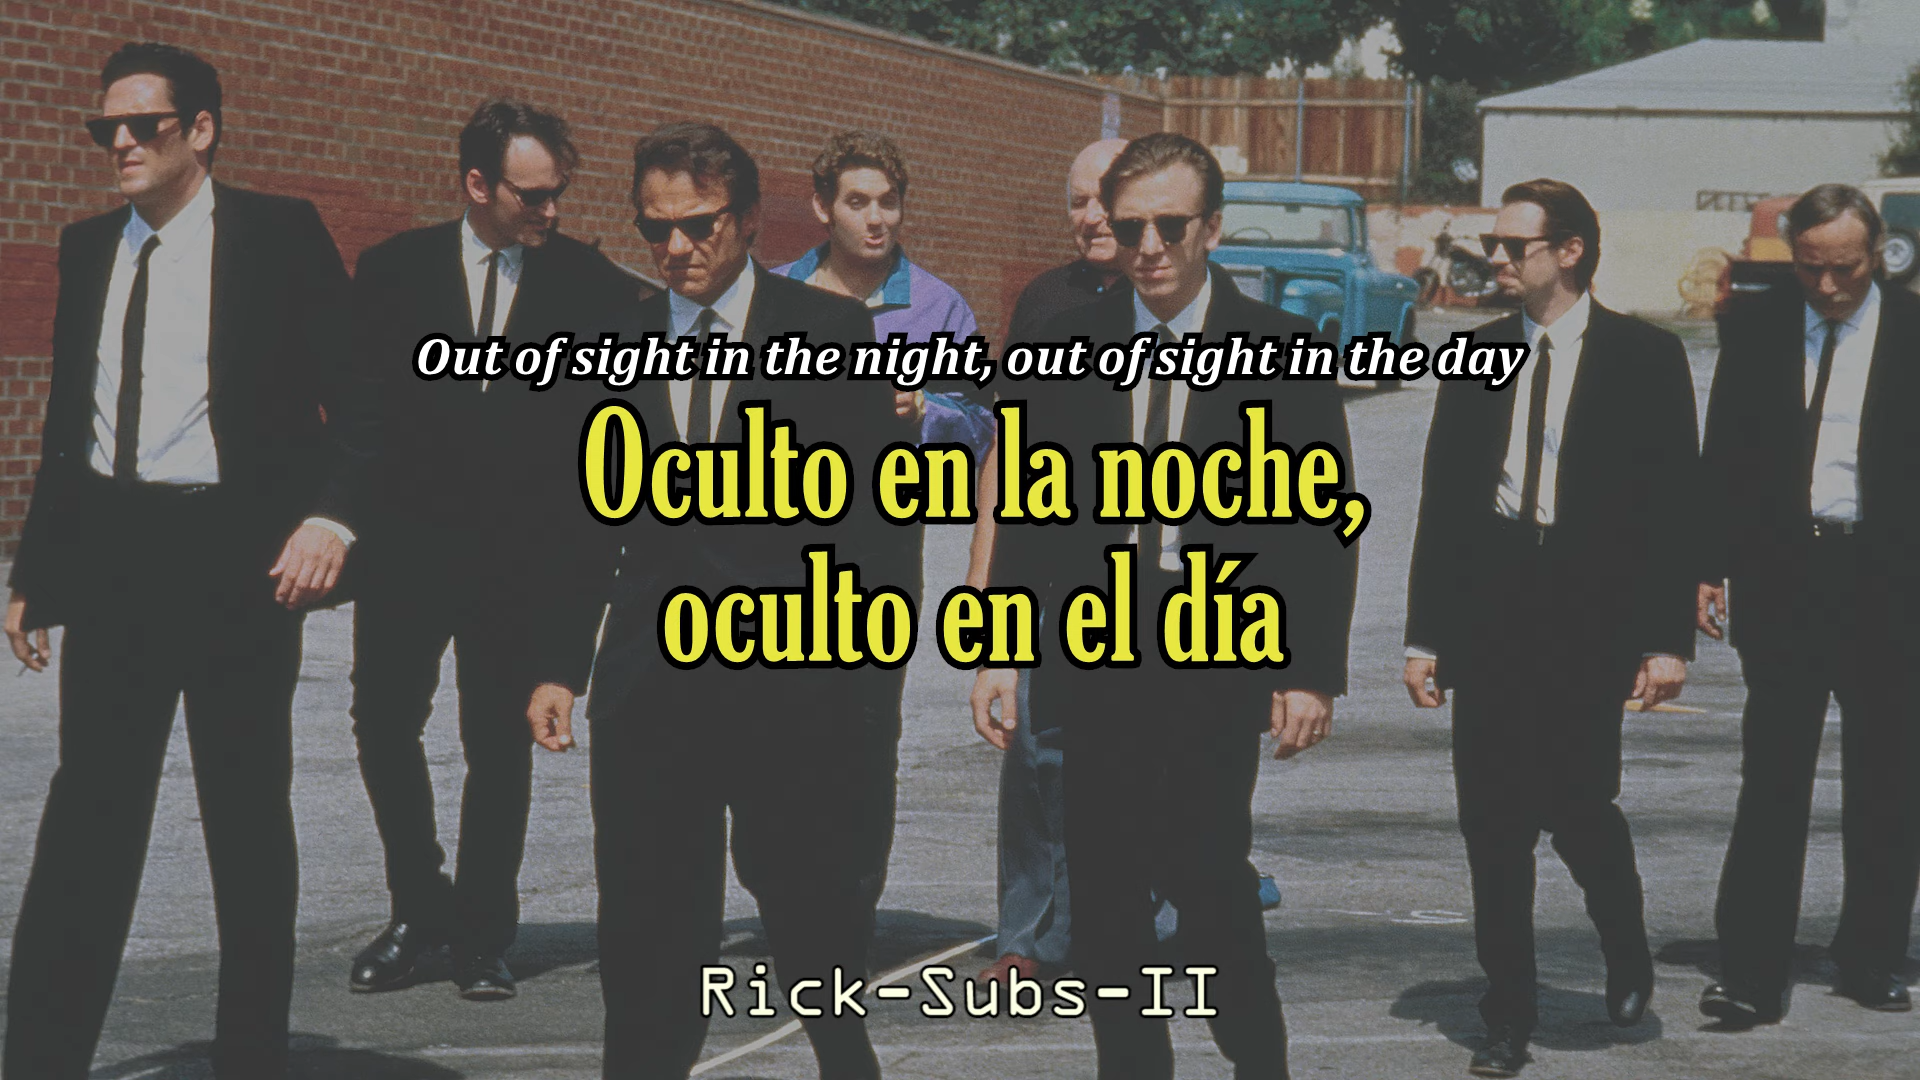 Out of sight in the night, out of sight in the day
Oculto en la noche,
oculto en el día
Rick-Subs-II